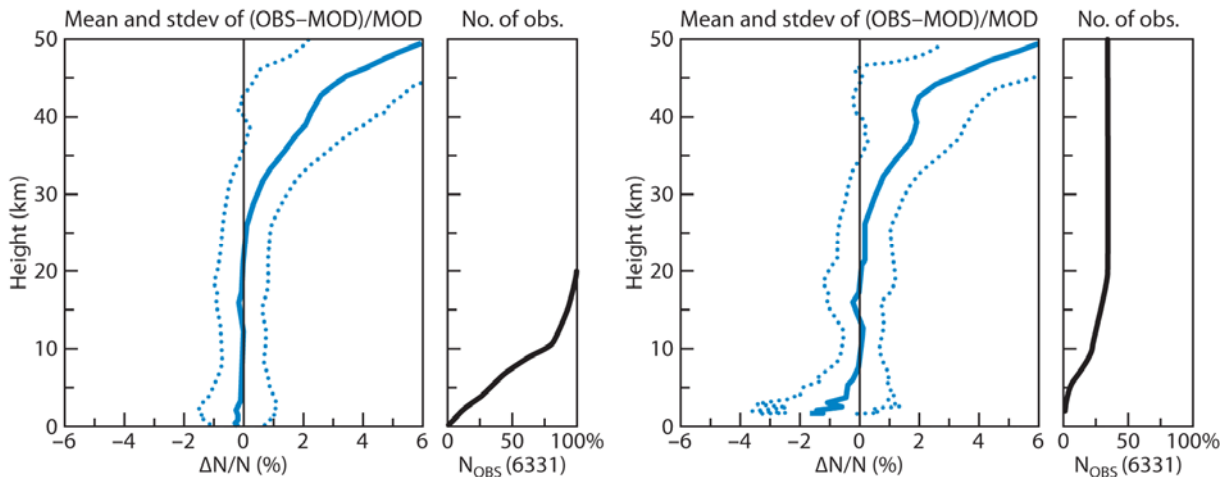 Mean and stdev of (OBS–MOD)/MOD
No. of obs.
Mean and stdev of (OBS–MOD)/MOD
No. of obs.
50
50
40
40
30
30
Height (km)
Height (km)
20
20
10
10
0
0
–6 –4 –2 0 2 4 6
0 50 100%
–6 –4 –2 0 2 4 6
0 50 100%
ΔN/N (%)
N_OBS (6331)
ΔN/N (%)
N_OBS (6331)